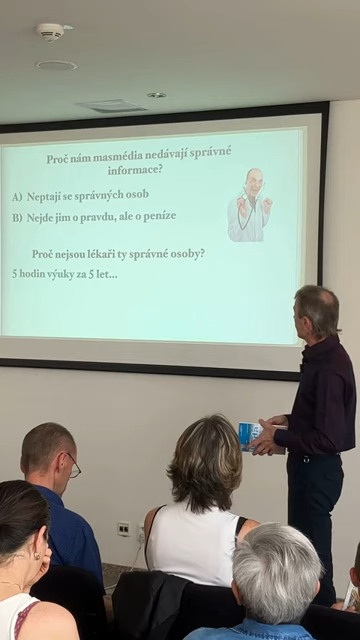 Proč nám masmédia nedávají správné
informace?
A) Neptají se správných osob
B) Nejde jim o pravdu, ale o peníze
Proč nejsou lékaři ty správné osoby?
5 hodin výuky za 5 let...